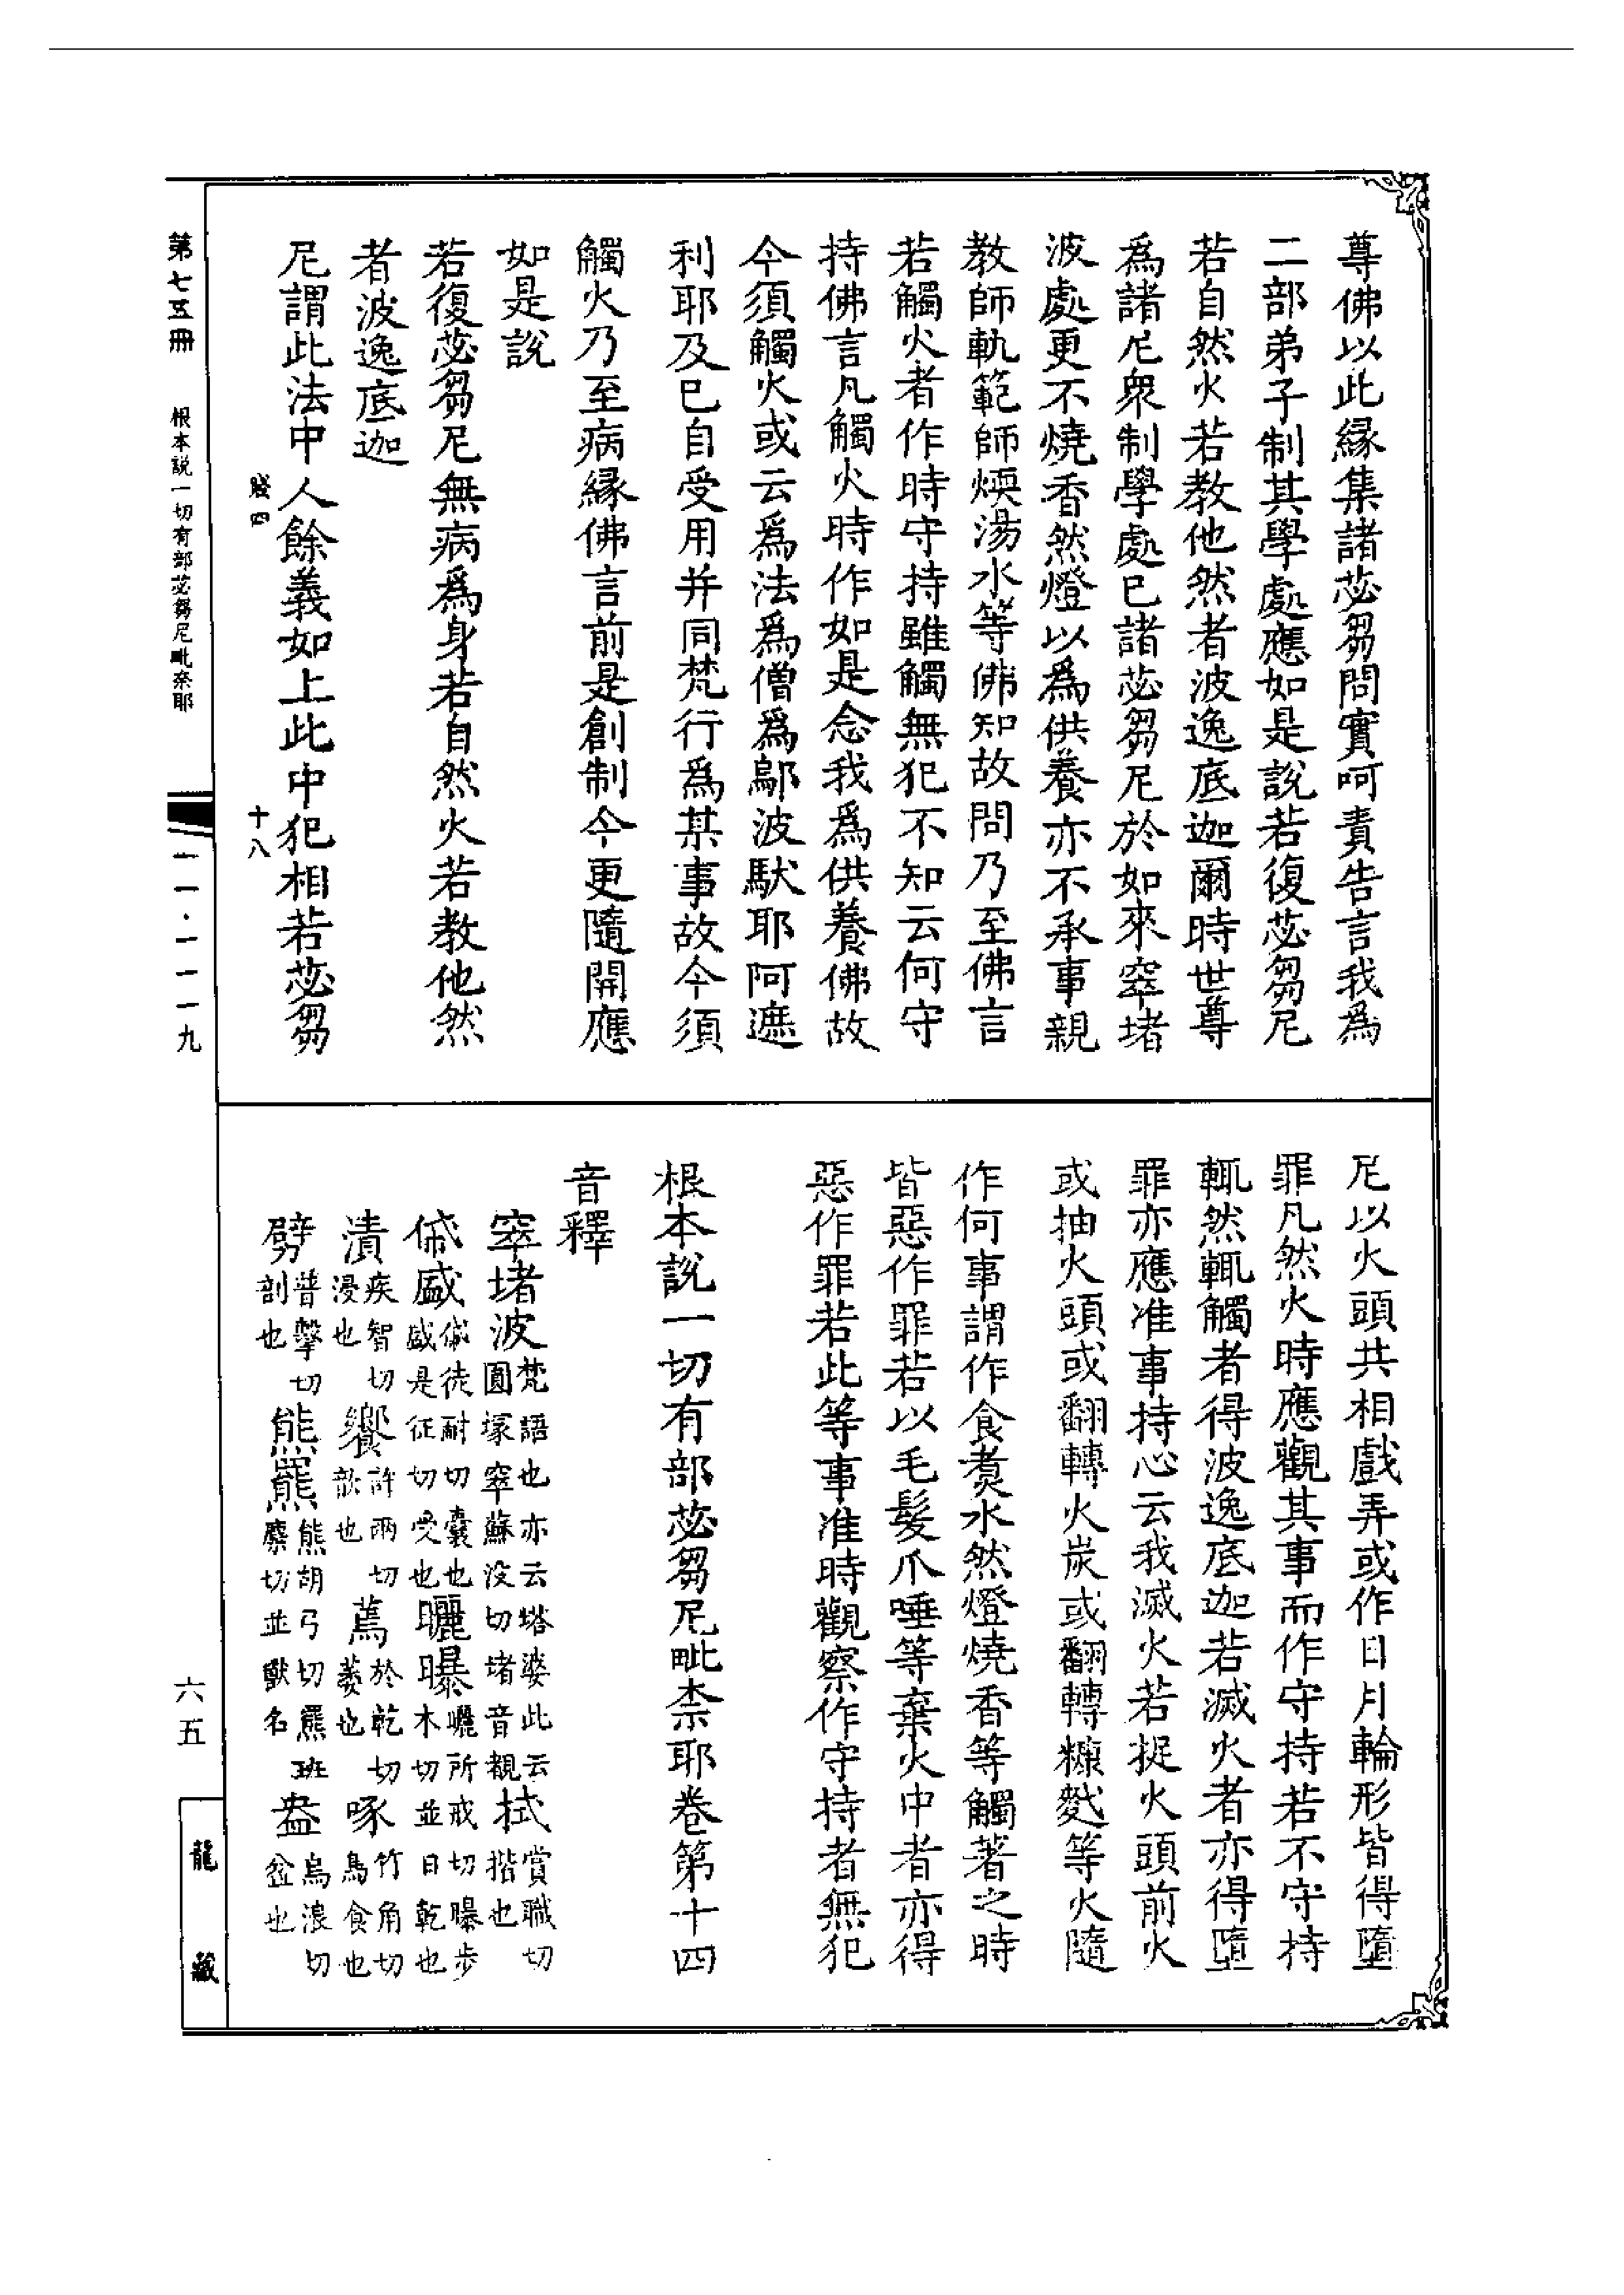 尊佛以此緣集諸苾芻問實呵責告言我為
二部弟子制其學處應如是說若復苾芻尼
若自然火若教他然者波逸底迦爾時世尊
為諸尼眾制學處已諸苾芻尼於如來窣堵
波處更不燒香然燈以為供養亦不承事親
教師軌範師煗湯水等佛知故問乃至佛言
若觸火者作時守持雖觸無犯不知云何守
持佛言凡觸火時作如是念我為供養佛故
今須觸火或云為法為僧為鄔波馱耶阿遮
利耶及已自受用并同梵行為某事故今須
觸火乃至病緣佛言前是創制今更隨開應
如是說
若復苾芻尼無病為身若自然火若教他然
者波逸底迦
尼謂此法中人餘義如上此中犯相若苾芻
尼以火頭共相戲弄或作日月輪形皆得墮
罪凡然火時應觀其事而作守持若不守持
輒然輒觸者得波逸底迦若滅火者亦得墮
罪亦應准事持心云我滅火若捉火頭前火
或抽火頭或翻轉火炭或翻轉糠麩等火隨
作何事謂作食煑水然燈燒香等觸著之時
皆惡作罪若以毛髮爪唾等棄火中者亦得
惡作罪若此等事准時觀察作守持者無犯
根本說一切有部苾芻尼毗柰耶卷第十四
音釋
窣堵波梵語也亦云塔婆此云圓塚窣蘇沒切堵音覩拭賞職切揩也
帒盛帒徒耐切囊也盛是征切受也曬曝曬所戒切曝步木切並日乾也
漬疾智切浸也饗許兩切歆也蔫於乾切萎也啄竹角切鳥食也
劈普擊切剖也熊羆熊胡弓切羆班糜切並獸名盎烏浪切盆也
第七五冊
根本説一切有部苾芻尼毗奈耶
賤四
十八
一一·一一一九
六五
龍藏